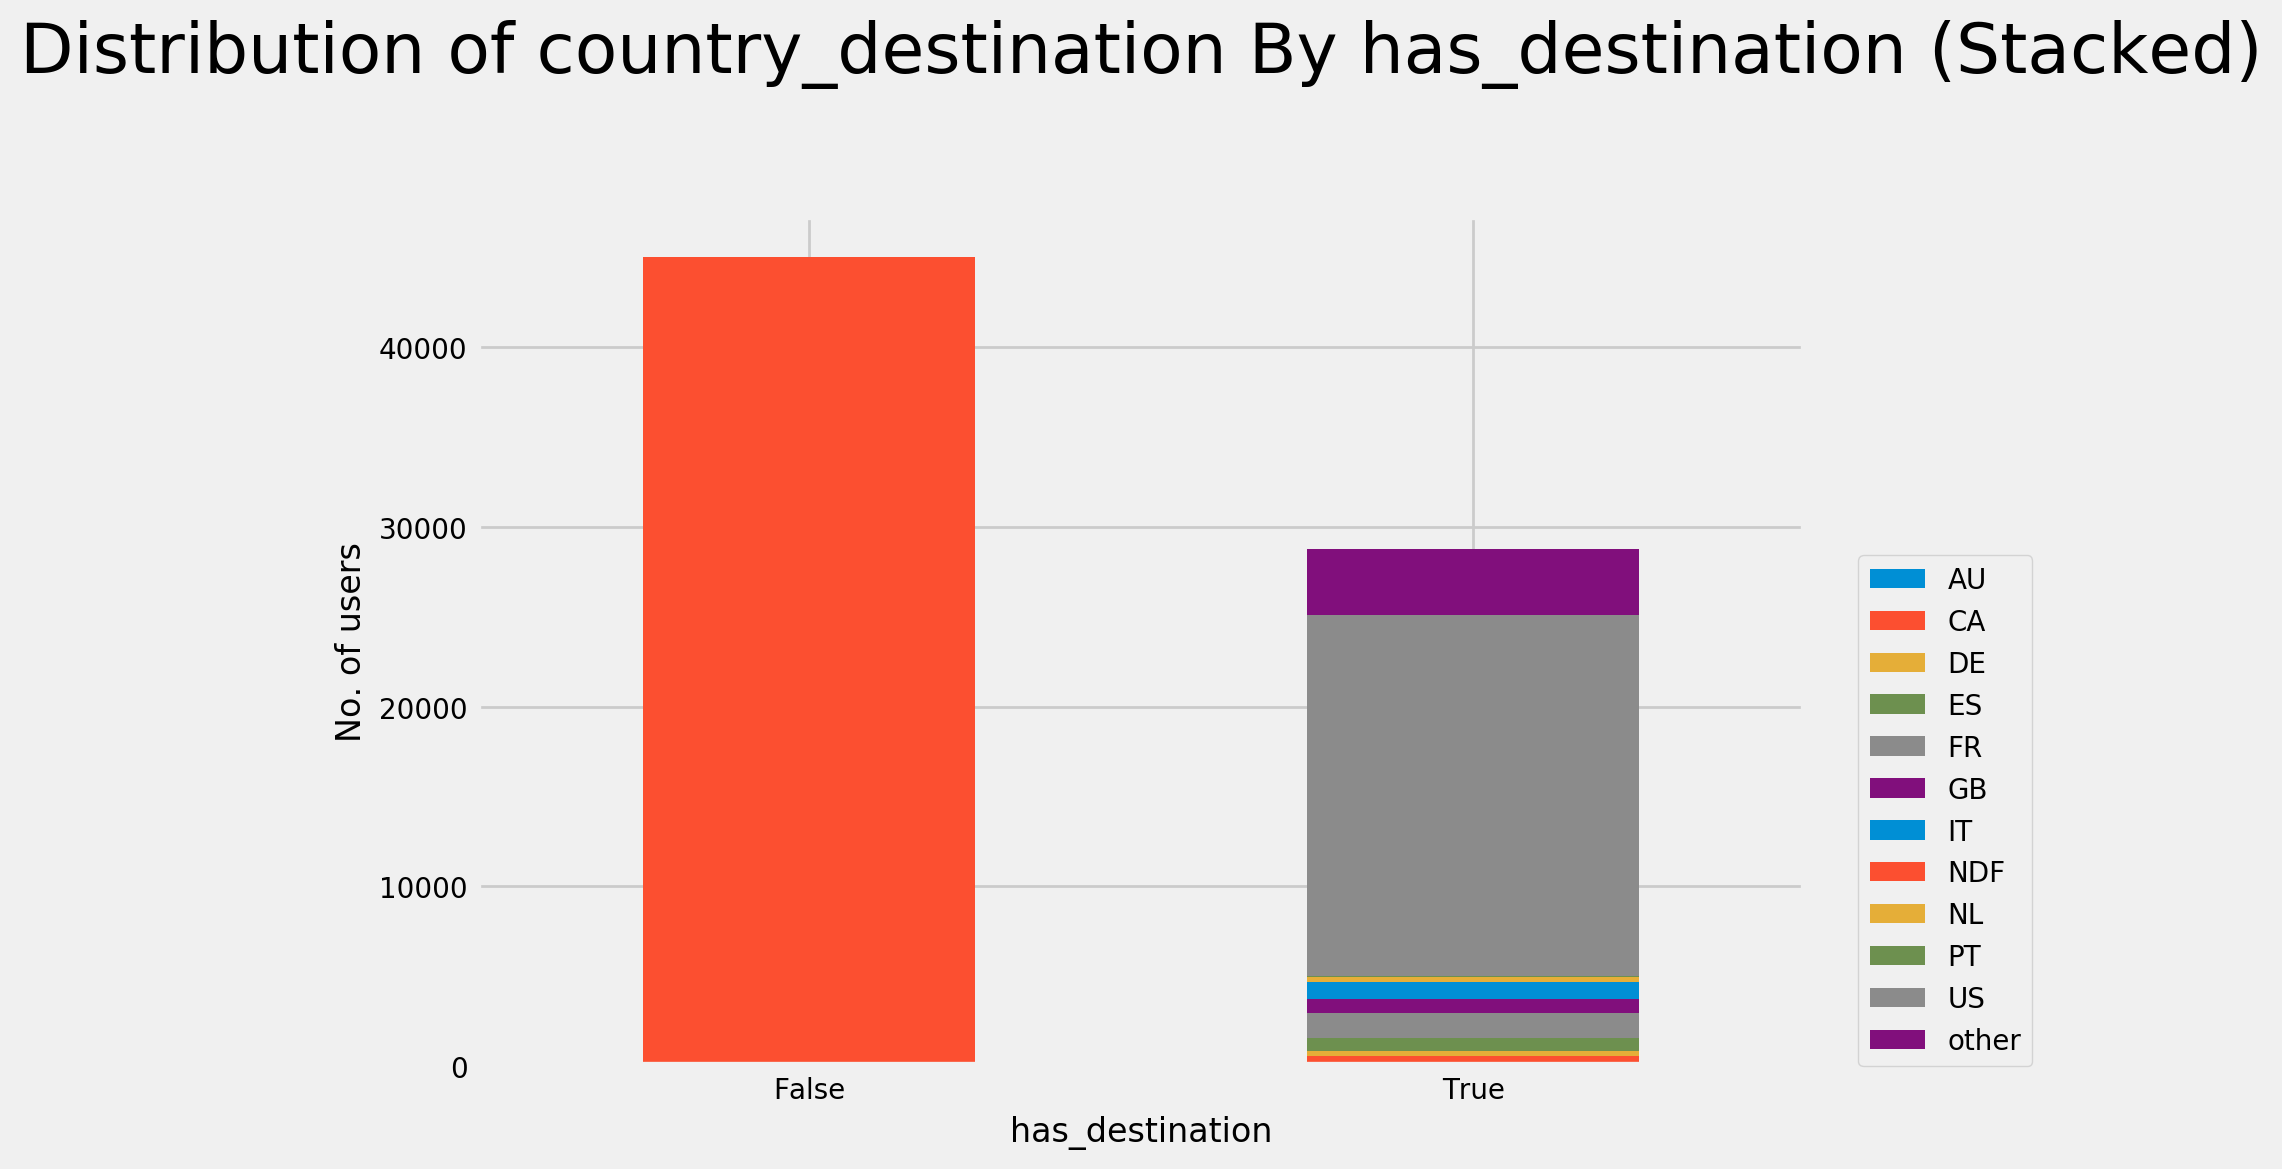 Distribution of country_destination By has_destination (Stacked)
40000
30000
20000
10000
0
No. of users
False
True
has_destination
AU
CA
DE
ES
FR
GB
IT
NDF
NL
PT
US
other